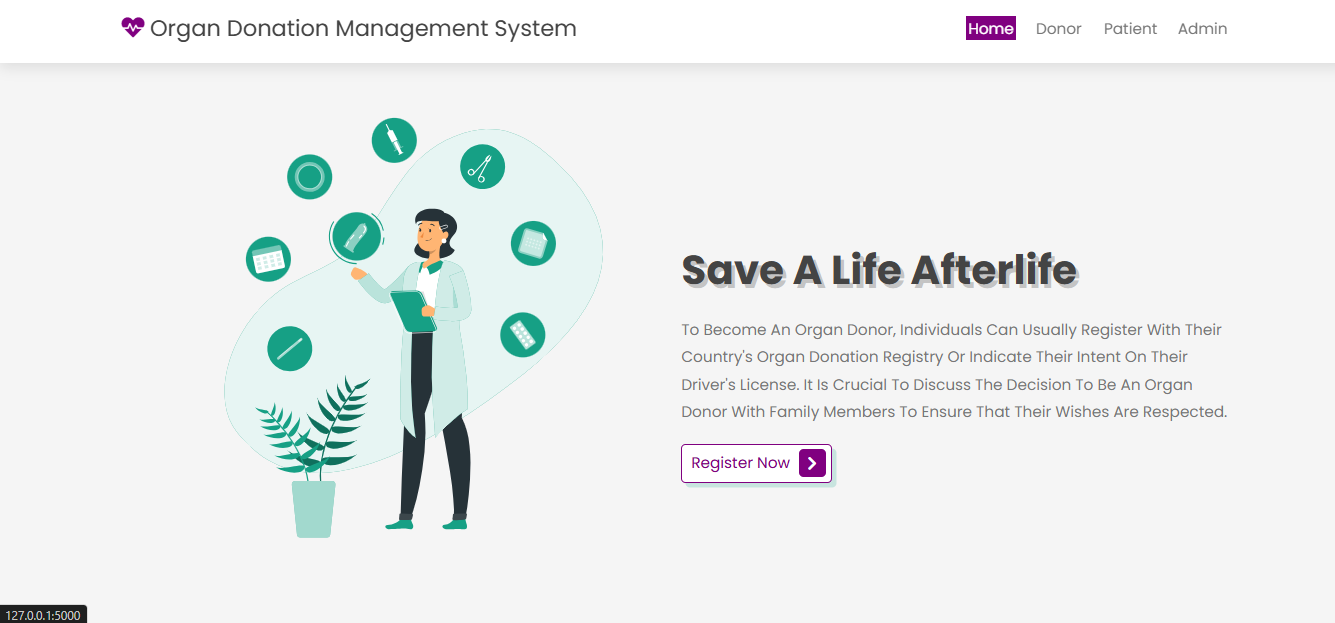 Organ Donation Management System
Home Donor Patient Admin
Save A Life Afterlife
To Become An Organ Donor, Individuals Can Usually Register With Their
Country's Organ Donation Registry Or Indicate Their Intent On Their
Driver's License. It Is Crucial To Discuss The Decision To Be An Organ
Donor With Family Members To Ensure That Their Wishes Are Respected.
Register Now
127.0.0.1:5000